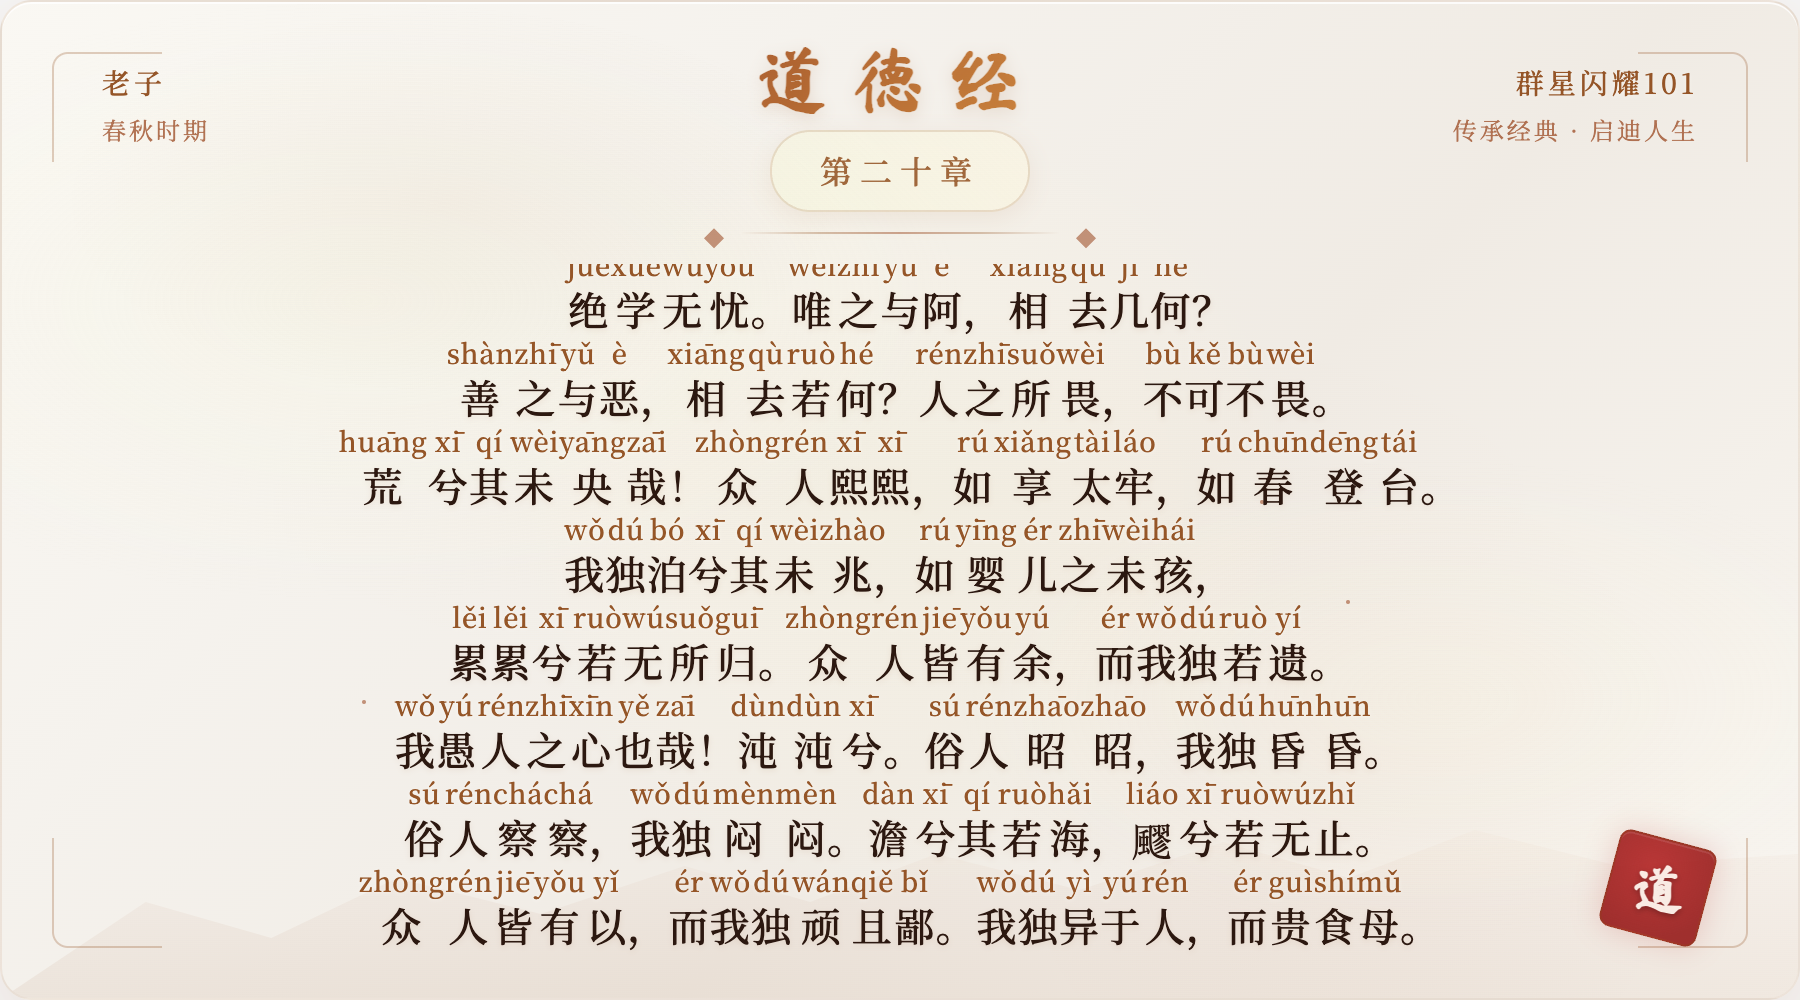 老子
春秋时期
道德经
群星闪耀101
传承经典 · 启迪人生
第二十章
juéxuéwúyōu wéizhīyǔ ē xiāngqù jǐ hé
绝学无忧。唯之与阿，相去几何？
shànzhīyǔ è xiāngqùruòhé rénzhīsuǒwèi bù kě bùwèi
善之与恶，相去若何？人之所畏，不可不畏。
huāng xī qí wèiyāngzāi zhòngrén xī xī rú xiǎngtàiláo rú chūndēngtái
荒兮其未央哉！众人熙熙，如享太牢，如春登台。
wǒdú bó xī qí wèizhào rú yīng ér zhīwèihái
我独泊兮其未兆，如婴儿之未孩，
lěi lěi xī ruòwúsuǒguī zhòngrénjiēyǒuyú ér wǒdúruò yí
累累兮若无所归。众人皆有余，而我独若遗。
wǒyúrénzhīxīnyě zāi dùndùn xī sú rénzhāozhāo wǒdúhūnhūn
我愚人之心也哉！沌沌兮。俗人昭昭，我独昏昏。
sú réncháchá wǒdúmènmèn dàn xī qí ruòhǎi liáo xī ruòwúzhǐ
俗人察察，我独闷闷。澹兮其若海，飂兮若无止。
zhòngrénjiēyǒu yǐ ér wǒdúwánqiě bǐ wǒdú yì yúrén ér guìshímǔ
众人皆有以，而我独顽且鄙。我独异于人，而贵食母。
道